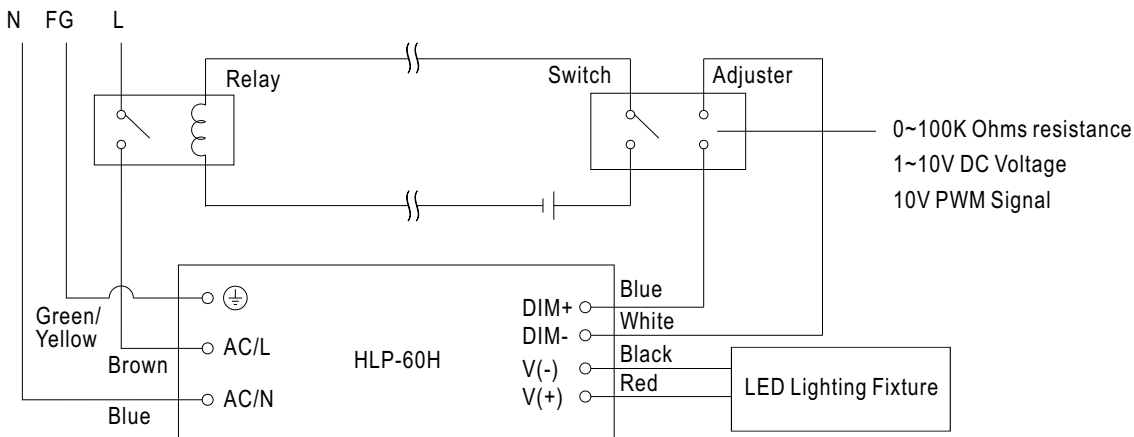 N FG L
Relay
Switch
Adjuster
0~100K Ohms resistance
1~10V DC Voltage
10V PWM Signal
Green/
Yellow
Brown
Blue
AC/L
AC/N
HLP-60H
DIM+
DIM-
V(-)
V(+)
Blue
White
Black
Red
LED Lighting Fixture